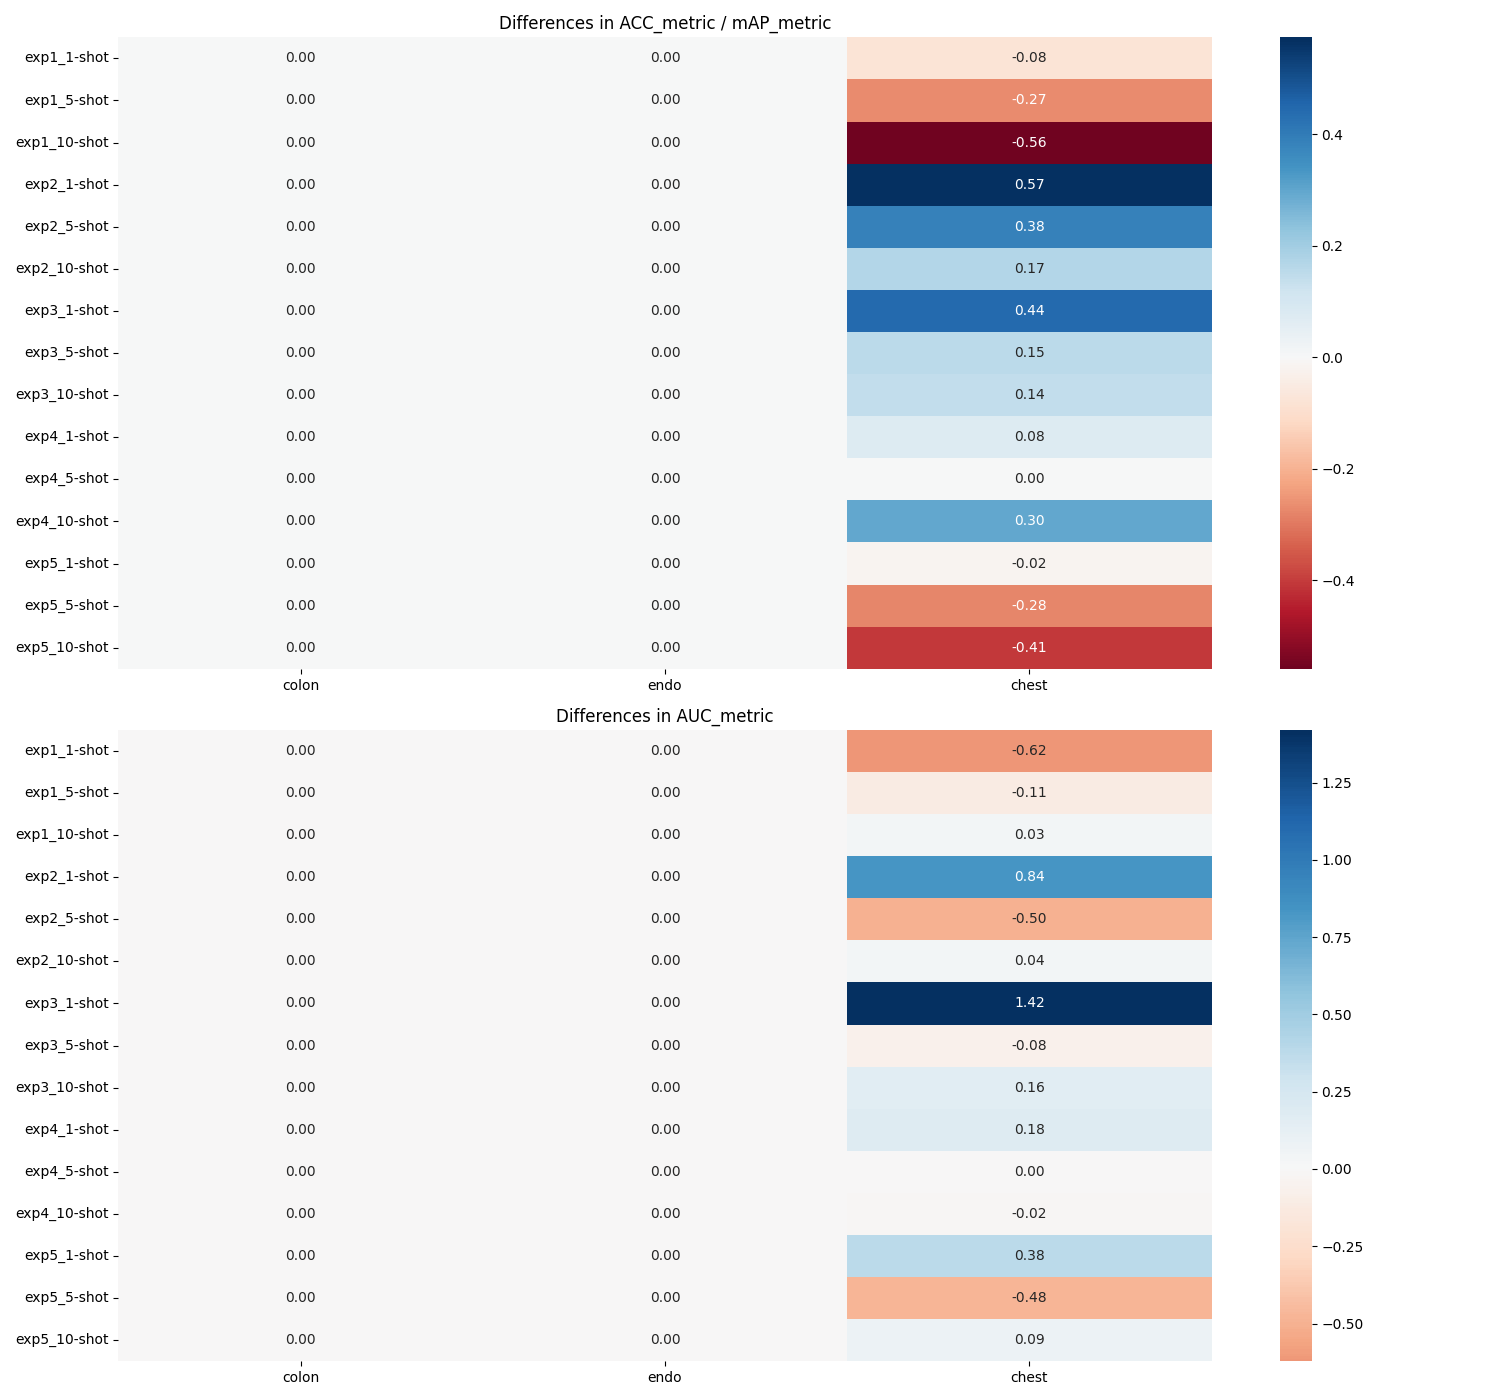 Differences in ACC_metric / mAP_metric
exp1_1-shot 0.00 0.00 -0.08
exp1_5-shot 0.00 0.00 -0.27
exp1_10-shot 0.00 0.00 -0.56
exp2_1-shot 0.00 0.00 0.57
exp2_5-shot 0.00 0.00 0.38
exp2_10-shot 0.00 0.00 0.17
exp3_1-shot 0.00 0.00 0.44
exp3_5-shot 0.00 0.00 0.15
exp3_10-shot 0.00 0.00 0.14
exp4_1-shot 0.00 0.00 0.08
exp4_5-shot 0.00 0.00 0.00
exp4_10-shot 0.00 0.00 0.30
exp5_1-shot 0.00 0.00 -0.02
exp5_5-shot 0.00 0.00 -0.28
exp5_10-shot 0.00 0.00 -0.41
colon endo chest
0.4
0.2
0.0
−0.2
−0.4
Differences in AUC_metric
exp1_1-shot 0.00 0.00 -0.62
exp1_5-shot 0.00 0.00 -0.11
exp1_10-shot 0.00 0.00 0.03
exp2_1-shot 0.00 0.00 0.84
exp2_5-shot 0.00 0.00 -0.50
exp2_10-shot 0.00 0.00 0.04
exp3_1-shot 0.00 0.00 1.42
exp3_5-shot 0.00 0.00 -0.08
exp3_10-shot 0.00 0.00 0.16
exp4_1-shot 0.00 0.00 0.18
exp4_5-shot 0.00 0.00 0.00
exp4_10-shot 0.00 0.00 -0.02
exp5_1-shot 0.00 0.00 0.38
exp5_5-shot 0.00 0.00 -0.48
exp5_10-shot 0.00 0.00 0.09
colon endo chest
1.25
1.00
0.75
0.50
0.25
0.00
−0.25
−0.50